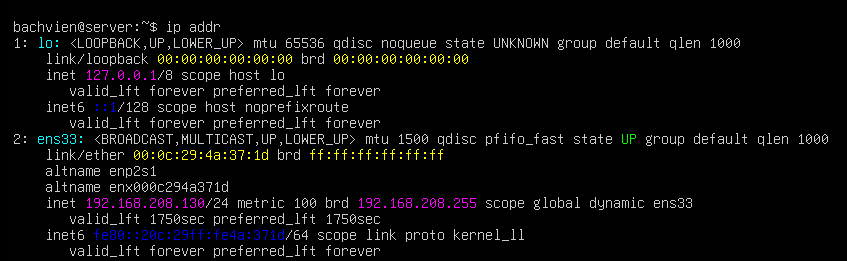 bachvien@server:~$ ip addr
1: lo: <LOOPBACK,UP,LOWER_UP> mtu 65536 qdisc noqueue state UNKNOWN group default qlen 1000
    link/loopback 00:00:00:00:00:00 brd 00:00:00:00:00:00
    inet 127.0.0.1/8 scope host lo
       valid_lft forever preferred_lft forever
    inet6 ::1/128 scope host noprefixroute
       valid_lft forever preferred_lft forever
2: ens33: <BROADCAST,MULTICAST,UP,LOWER_UP> mtu 1500 qdisc pfifo_fast state UP group default qlen 1000
    link/ether 00:0c:29:4a:37:1d brd ff:ff:ff:ff:ff:ff
    altname enp2s1
    altname enx000c294a371d
    inet 192.168.208.130/24 metric 100 brd 192.168.208.255 scope global dynamic ens33
       valid_lft 1750sec preferred_lft 1750sec
    inet6 fe80::20c:29ff:fe4a:371d/64 scope link proto kernel_ll
       valid_lft forever preferred_lft forever